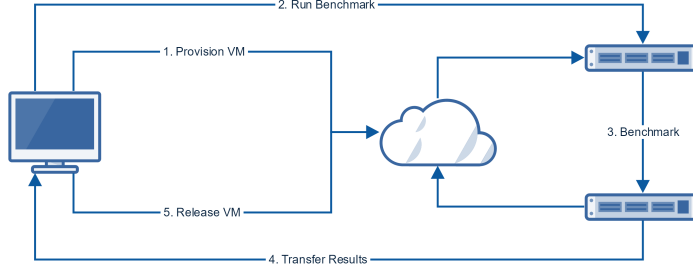 2. Run Benchmark
1. Provision VM
3. Benchmark
5. Release VM
4. Transfer Results